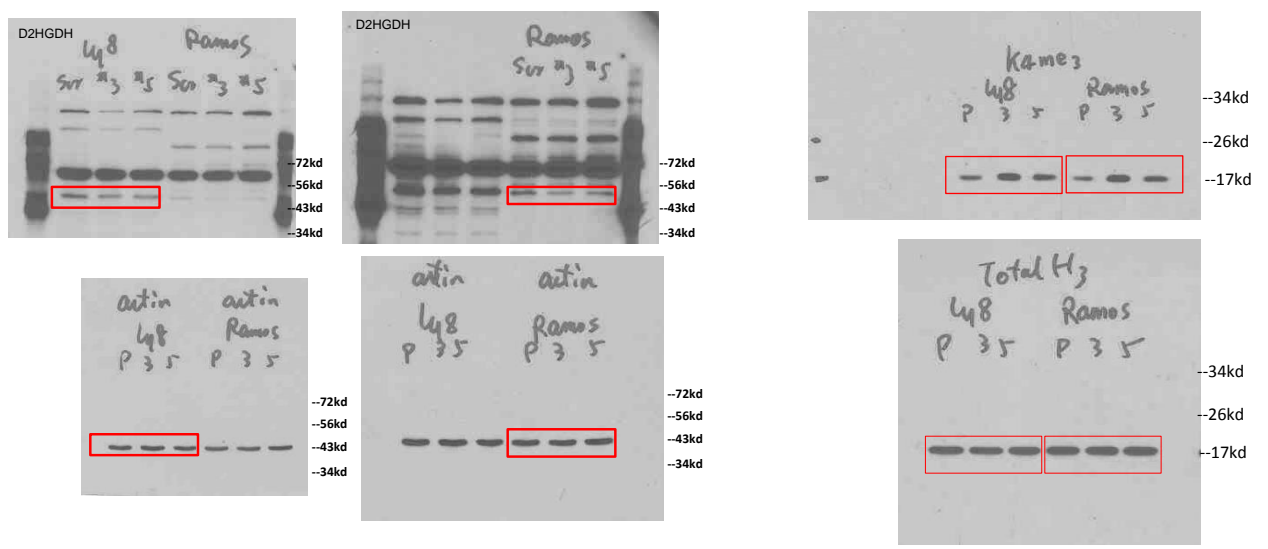 D2HGDH
Ly8 Ramos
Scr #3 #5 Scr #3 #5
--72kd
--56kd
--43kd
--34kd
D2HGDH
Ramos
Scr #3 #5
--72kd
--56kd
--43kd
--34kd
K4me3
Ly8 Ramos
P 3 5 P 3 5
--34kd
--26kd
--17kd
actin actin
Ly8 Ramos
P 3 5 P 3 5
--72kd
--56kd
--43kd
--34kd
actin actin
Ly8 Ramos
P 3 5 P 3 5
--72kd
--56kd
--43kd
--34kd
Total H3
Ly8 Ramos
P 3 5 P 3 5
--34kd
--26kd
--17kd